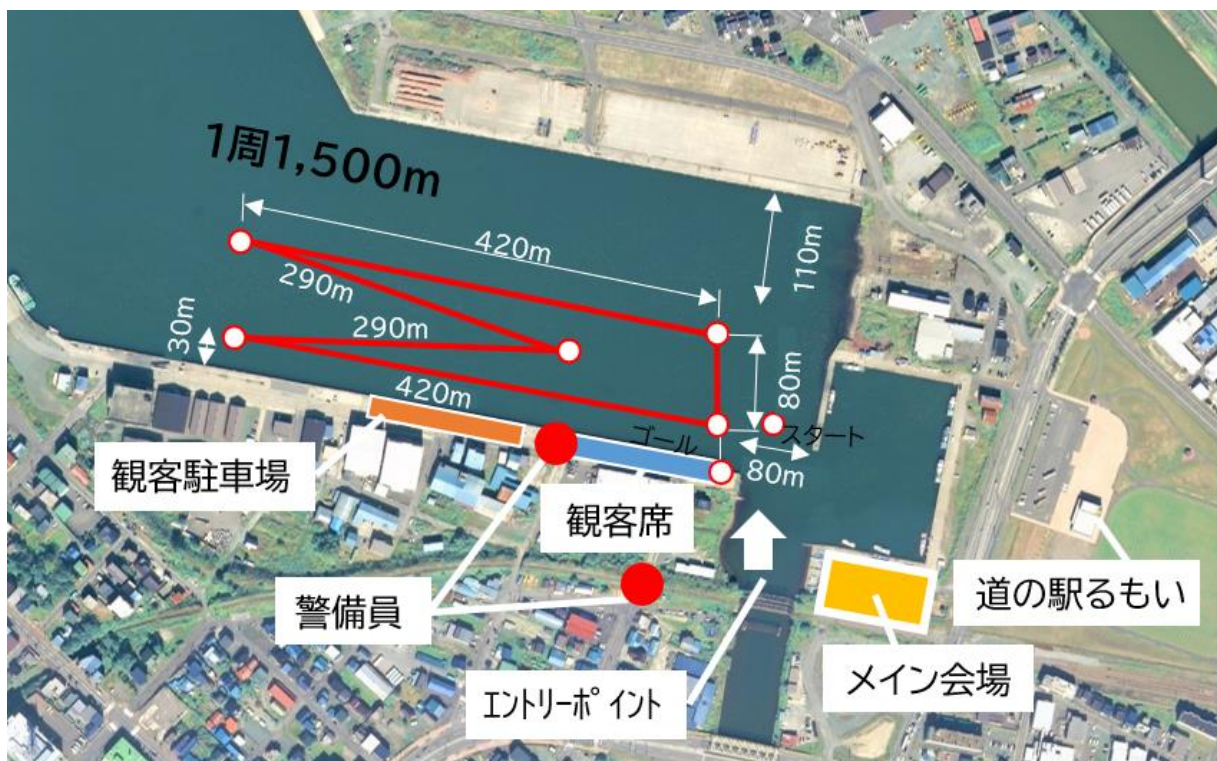 1周1,500m
420m
110m
290m
290m
30m
80m
420m
ゴール
スタート
80m
観客駐車場
観客席
警備員
道の駅るもい
メイン会場
エントリーポイント